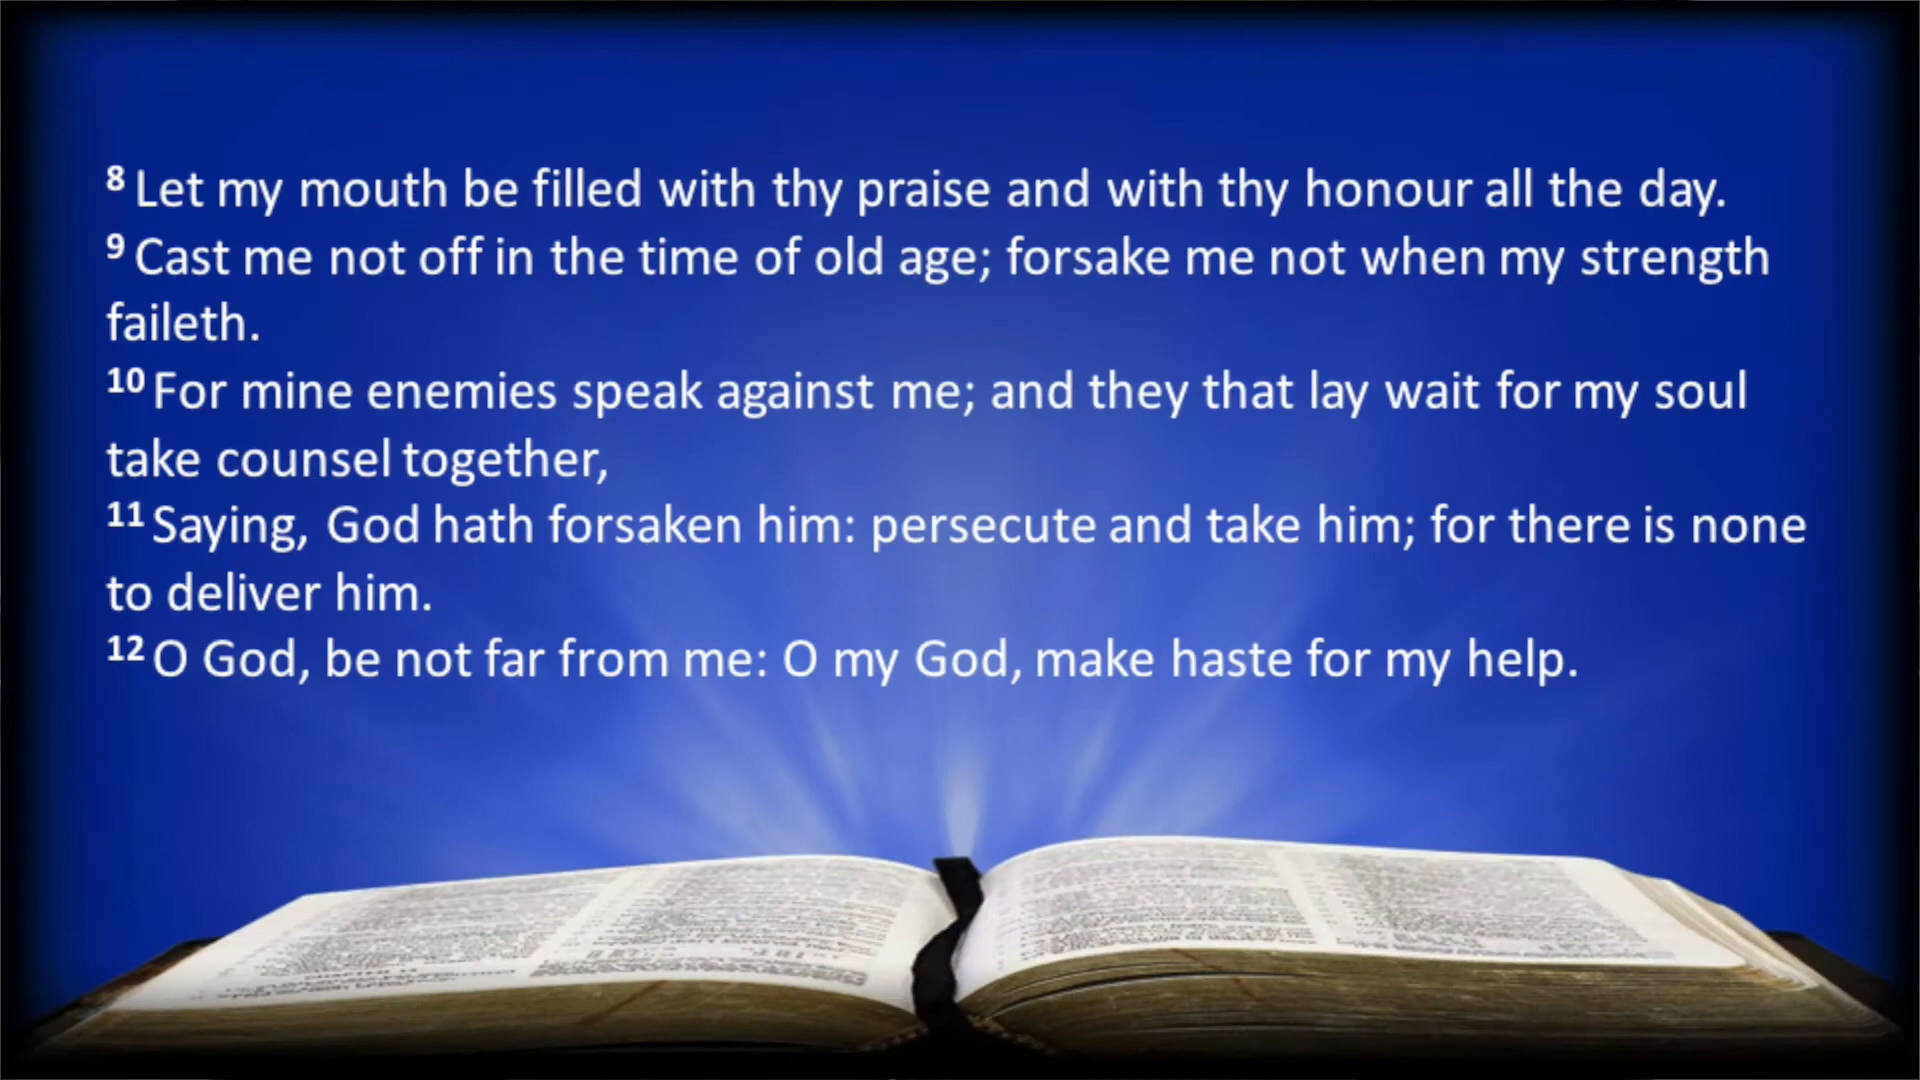 8 Let my mouth be filled with thy praise and with thy honour all the day.
9 Cast me not off in the time of old age; forsake me not when my strength
faileth.
10 For mine enemies speak against me; and they that lay wait for my soul
take counsel together,
11 Saying, God hath forsaken him: persecute and take him; for there is none
to deliver him.
12 O God, be not far from me: O my God, make haste for my help.